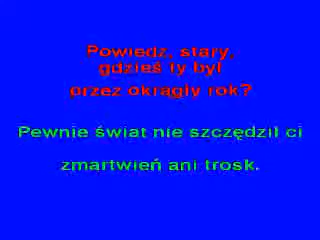 Powiedz, stary,
gdzieś ty był
przez okrągły rok?
Pewnie świat nie szczędził ci
zmartwień ani trosk.